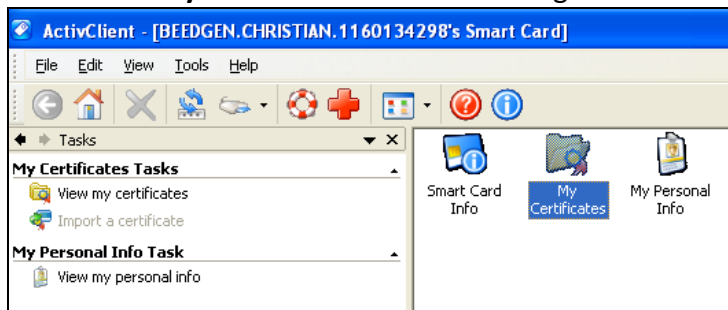 ActivClient - [BEEDGEN.CHRISTIAN.1160134298's Smart Card]
File Edit View Tools Help
Tasks
My Certificates Tasks
View my certificates
Import a certificate
My Personal Info Task
View my personal info
Smart Card
Info
My
Certificates
My Personal
Info